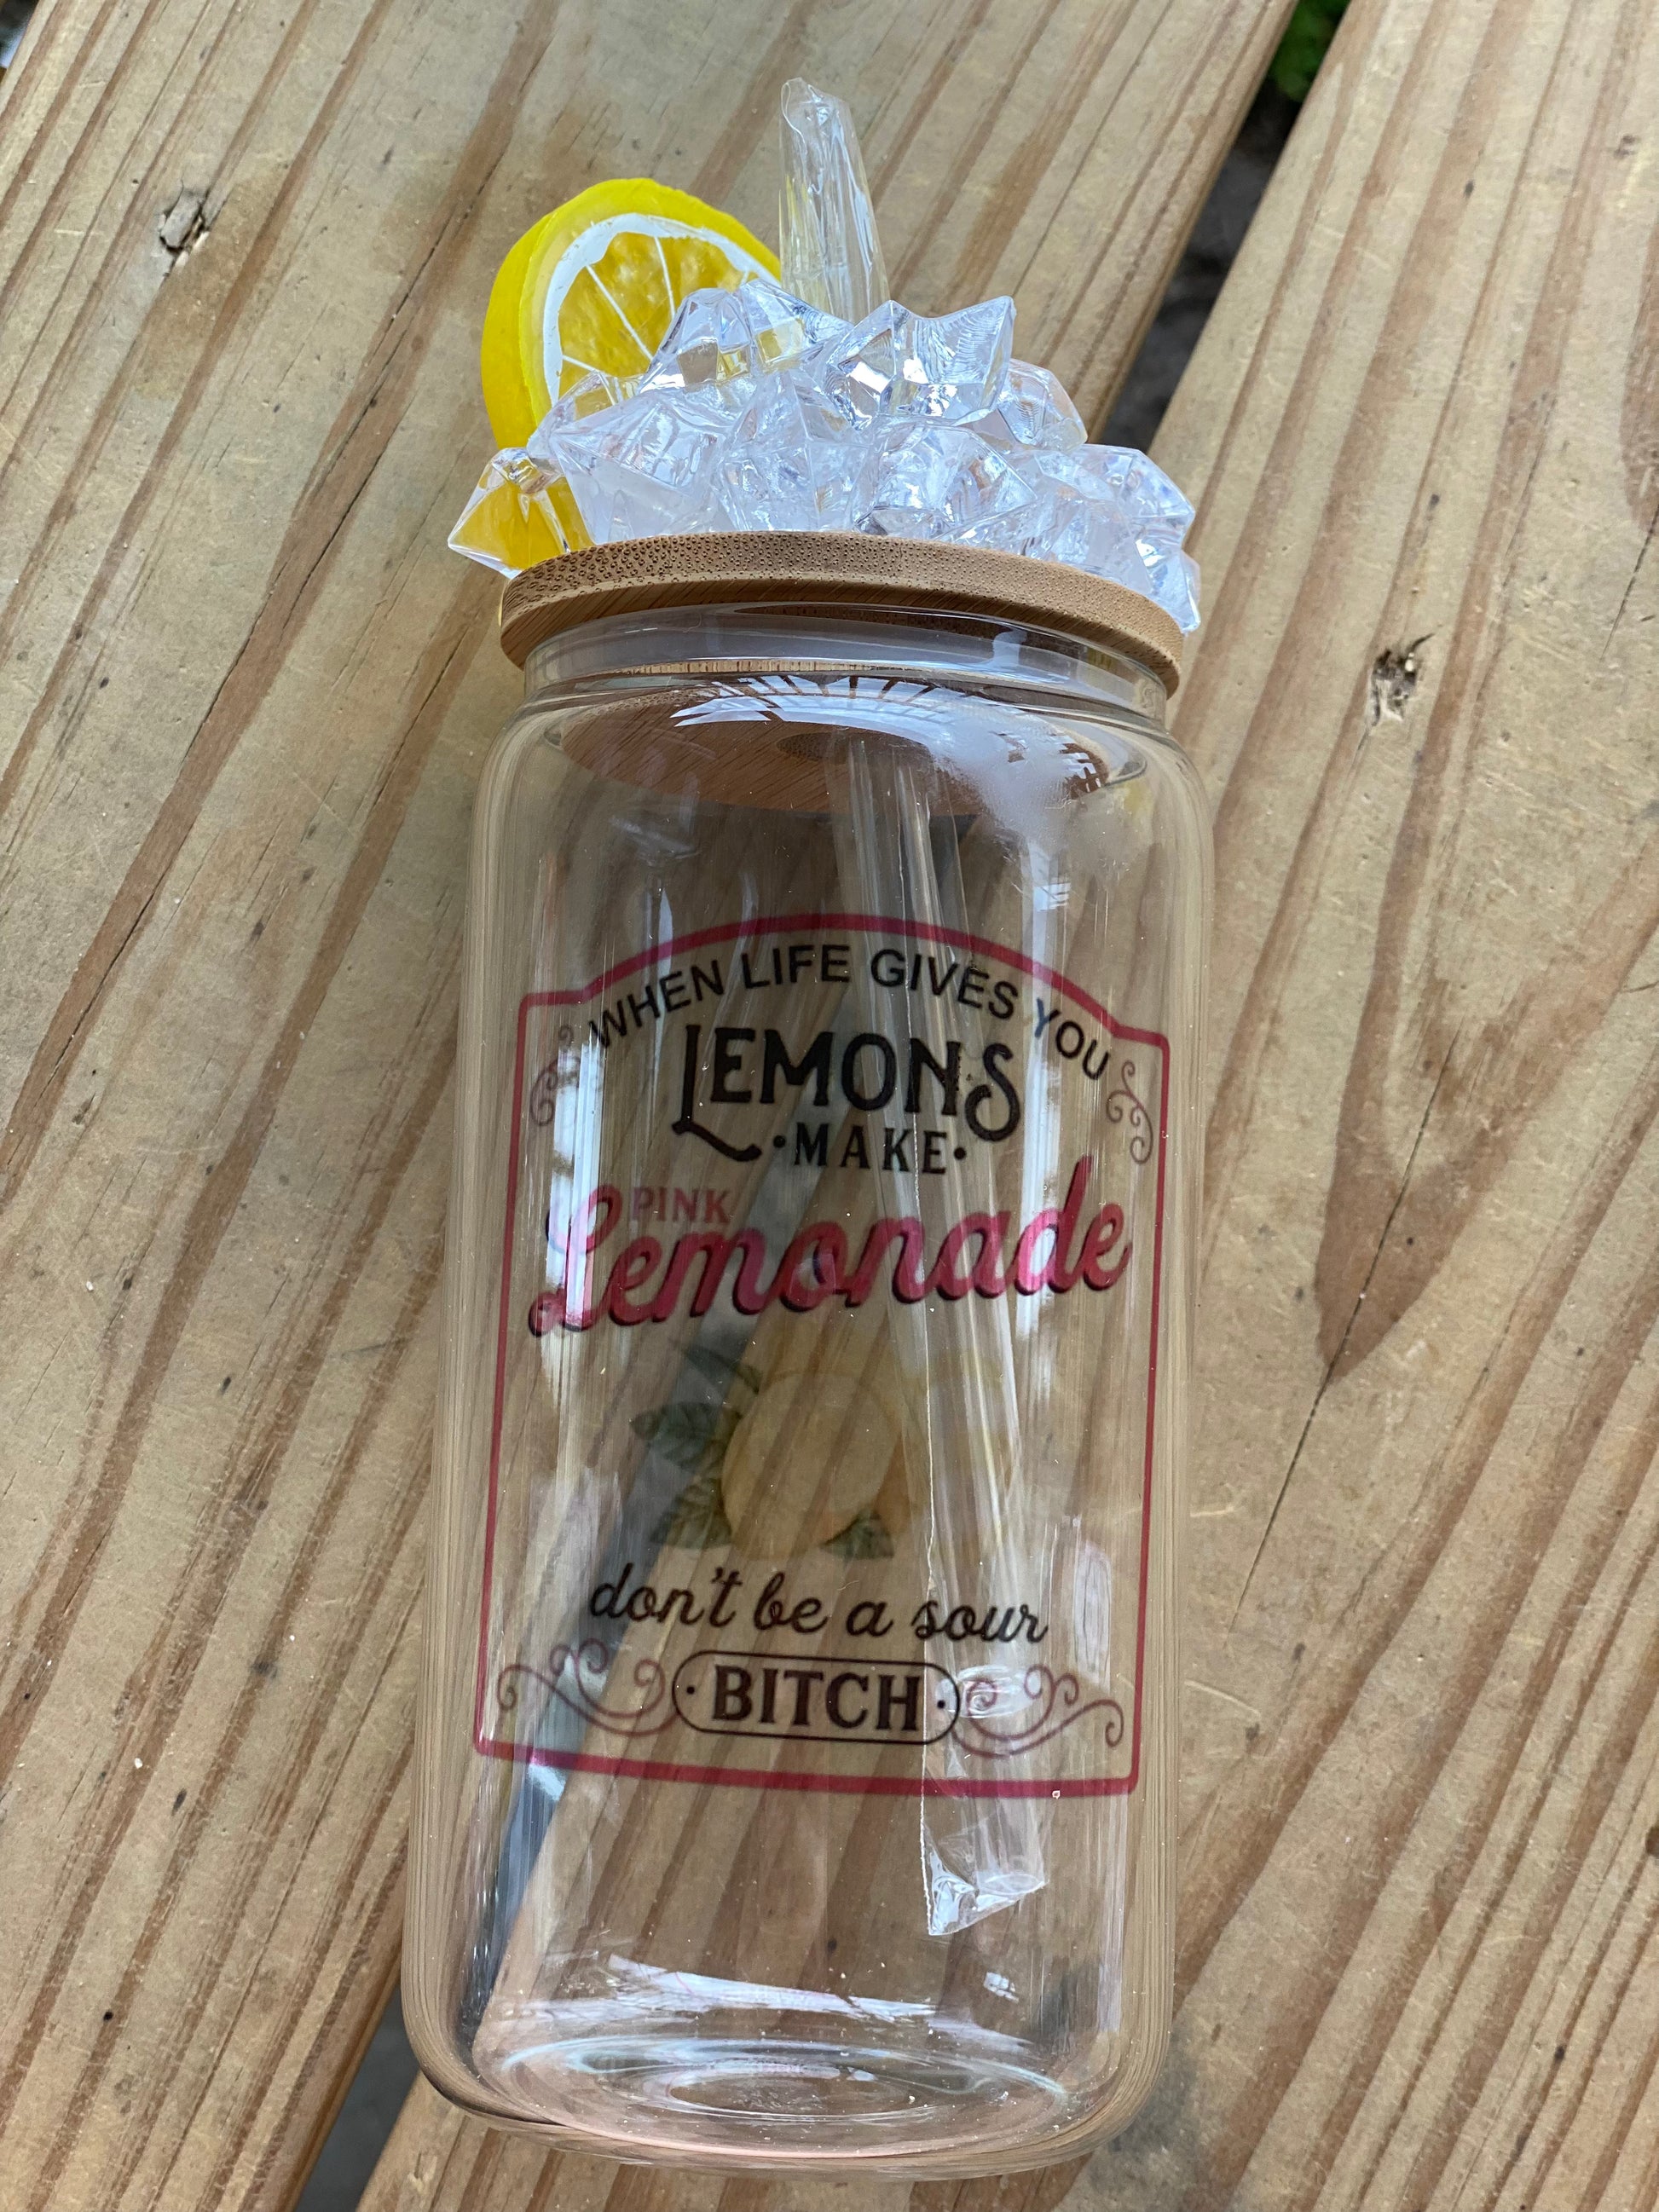 WHEN LIFE GIVES YOU
LEMONS
•MAKE•
PINK
Lemonade
don't be a sour
•BITCH•